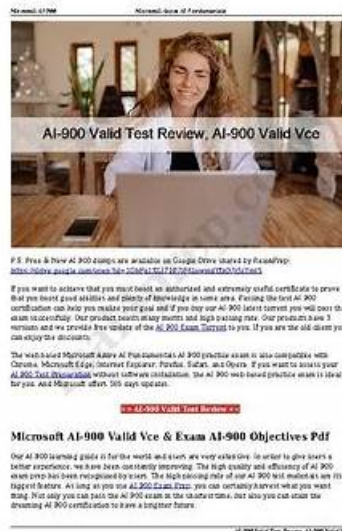 Microsoft AI-900
Microsoft Azure AI Fundamentals
AI-900 Valid Test Review, AI-900 Valid Vce
P.S. Free & New AI-900 dumps are available on Google Drive shared by
If you want to achieve that you must boost an authorized and extremely useful certificate to prove
that you boost good abilities and plenty of knowledge in some area. Passing the test AI-900
certification can help you realize your goal and if you buy our AI-900 latest torrent you will pass the
exam successfully. Our product boosts many merits and high passing rate. Our products have 3
versions and we provide free update of the AI-900 Exam Torrent to you. If you are the old client you
can enjoy the discounts.
The web-based Microsoft Azure AI Fundamentals AI-900 practice exam is also compatible with
Chrome, Microsoft Edge, Internet Explorer, Firefox, Safari, and Opera. If you want to assess your
AI-900 Test Preparation without software installation, the AI-900 web-based practice exam is ideal
for you. And Microsoft offers 365 days updates.
>> AI-900 Valid Test Review <<
Microsoft AI-900 Valid Vce & Exam AI-900 Objectives Pdf
Our AI-900 learning guide is for the world and users are very extensive. In order to give users a
better experience, we have been constantly improving. The high quality and efficiency of AI-900
exam prep has been recognized by users. The high passing rate of our AI-900 test materials are its
biggest feature. As long as you use AI-900 Exam Prep, you can certainly harvest what you want
thing. Not only you can pass the AI-900 exam in the shortest time, but also you can start the
dreaming AI-900 certification to have a brighter future.